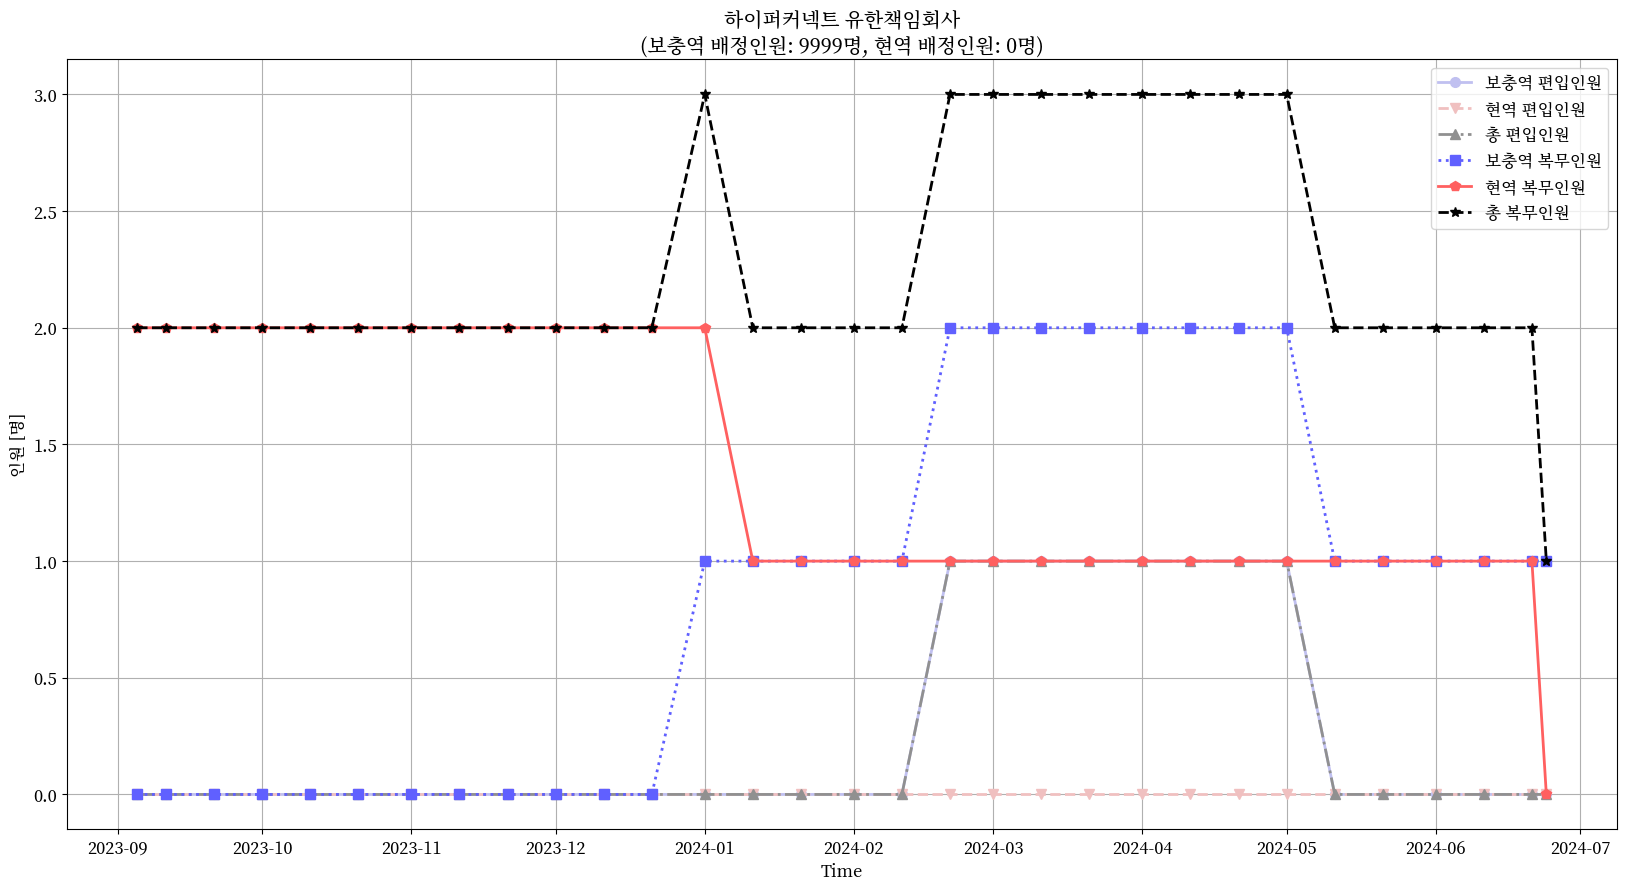 하이퍼커넥트 유한책임회사
(보충역 배정인원: 9999명, 현역 배정인원: 0명)
보충역 편입인원
현역 편입인원
총 편입인원
보충역 복무인원
현역 복무인원
총 복무인원
인원 [명]
3.0
2.5
2.0
1.5
1.0
0.5
0.0
2023-09
2023-10
2023-11
2023-12
2024-01
2024-02
2024-03
2024-04
2024-05
2024-06
2024-07
Time